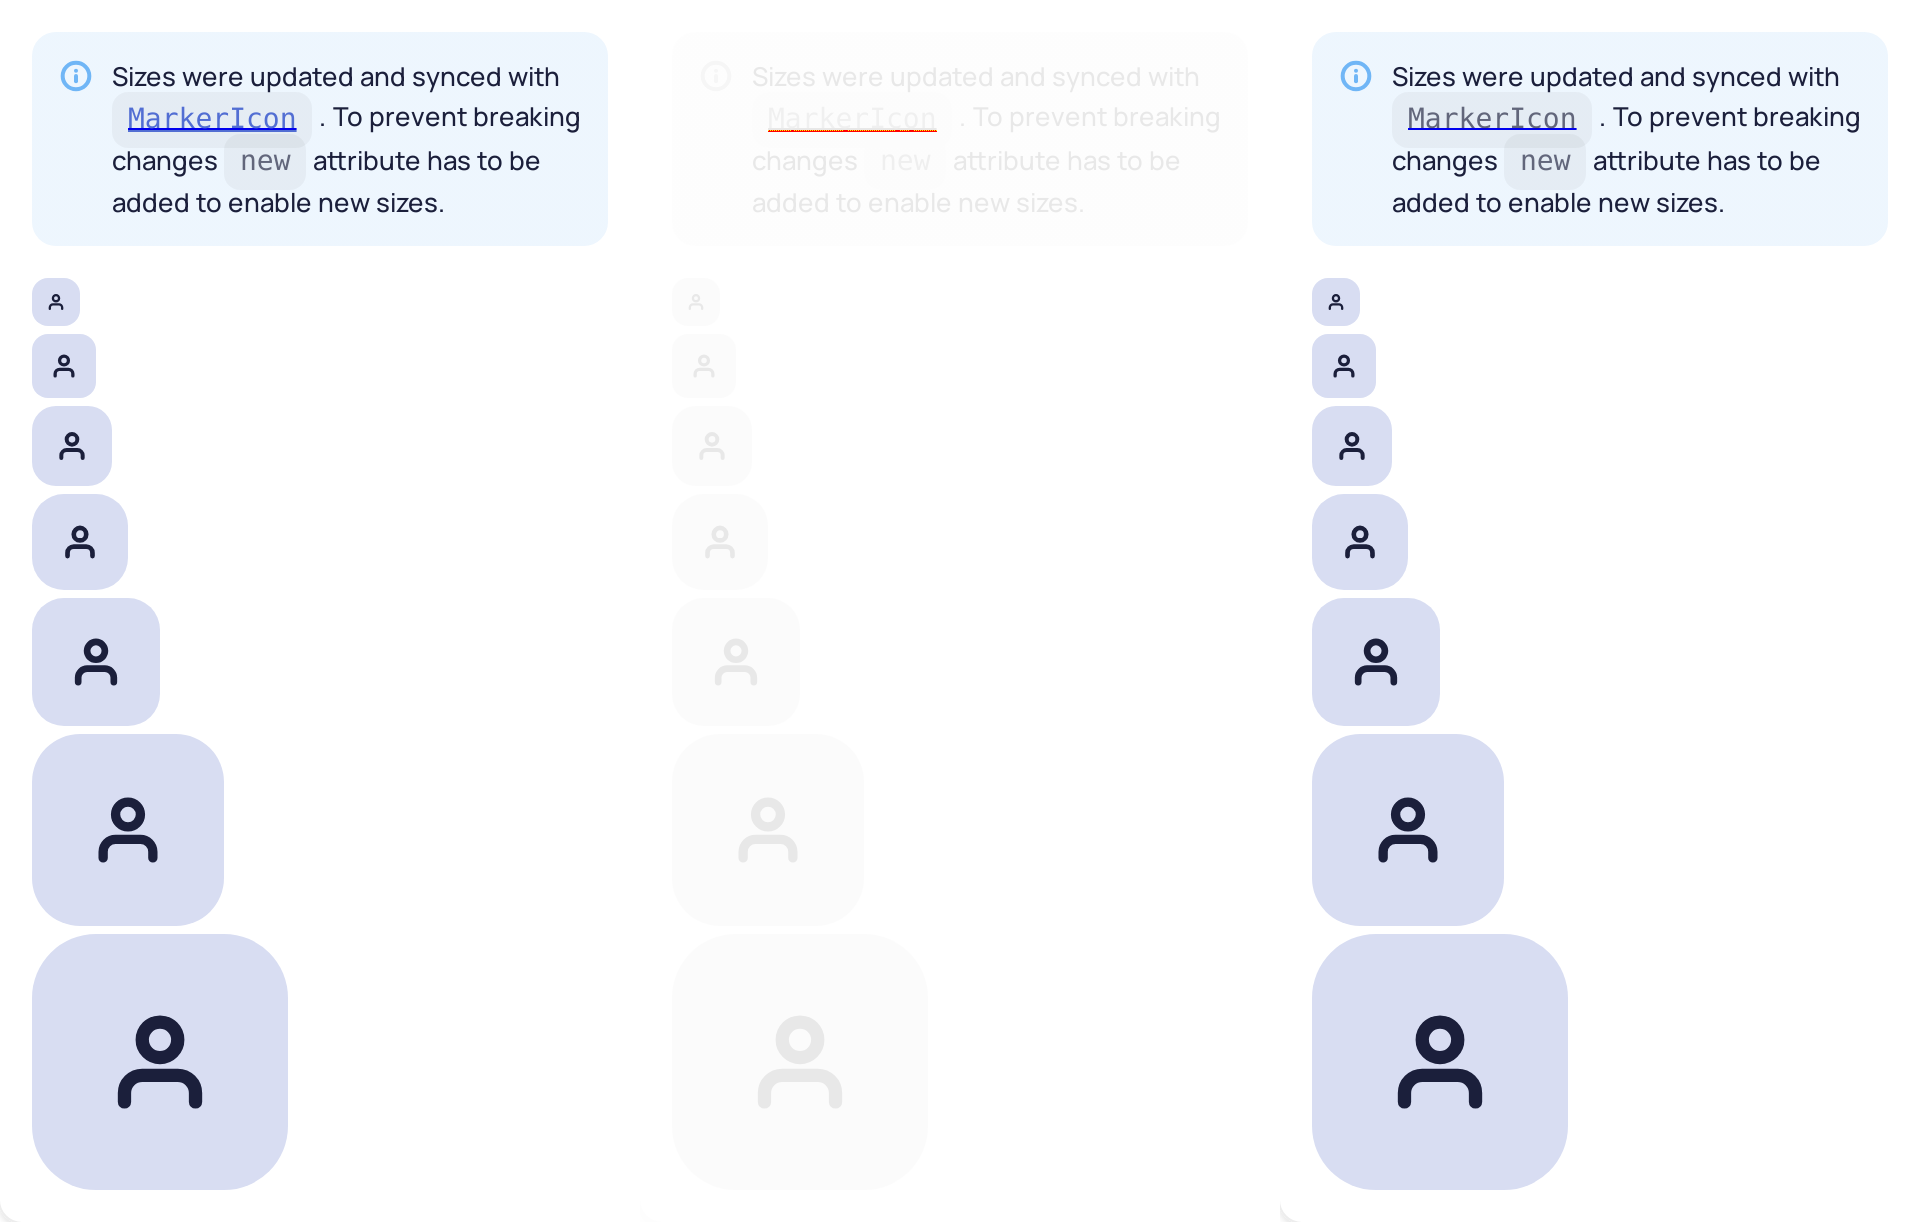 Sizes were updated and synced with
MarkerIcon . To prevent breaking
changes new attribute has to be
added to enable new sizes.
Sizes were updated and synced with
MarkerIcon . To prevent breaking
changes new attribute has to be
added to enable new sizes.
Sizes were updated and synced with
MarkerIcon . To prevent breaking
changes new attribute has to be
added to enable new sizes.